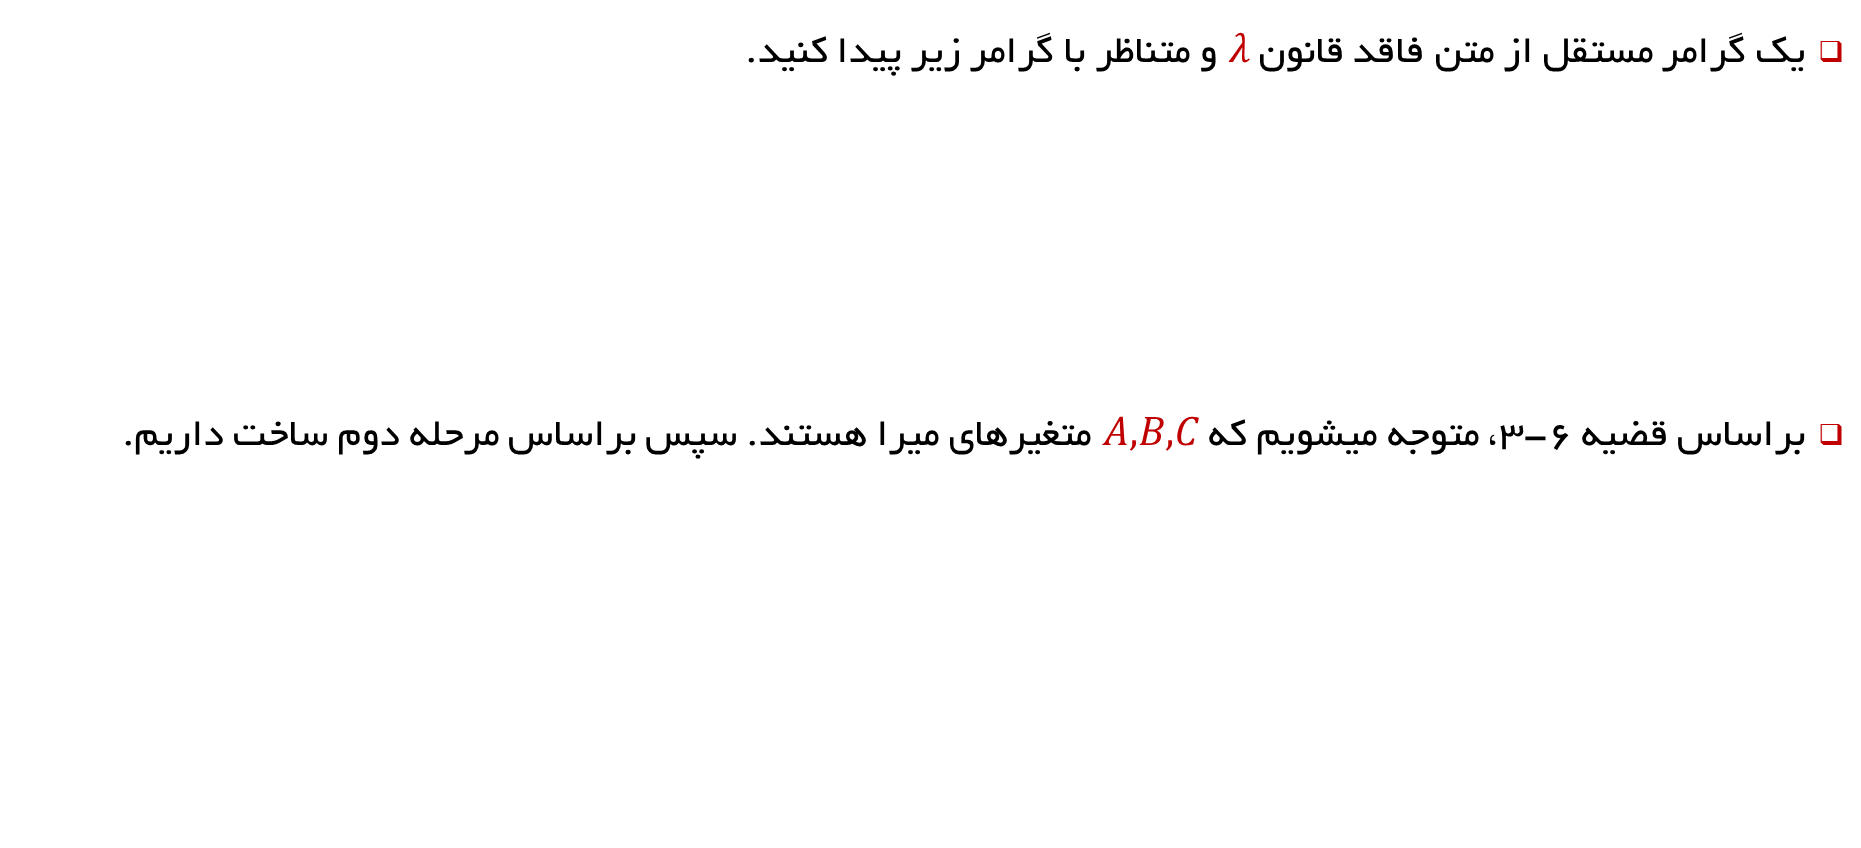 ❑ یک گرامر مستقل از متن فاقد قانون λ و متناظر با گرامر زیر پیدا کنید.
❑ براساس قضیه ۶-۳، متوجه میشویم که A,B,C متغیرهای میرا هستند. سپس براساس مرحله دوم ساخت داریم.